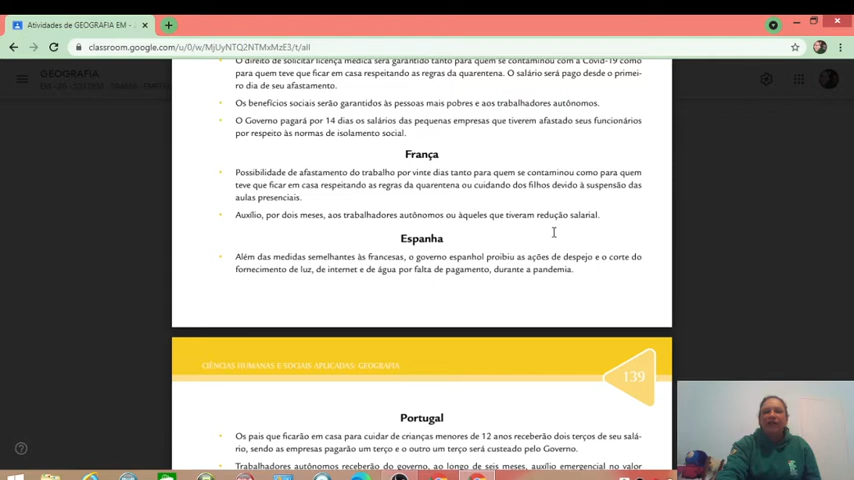 Atividades de GEOGRAFIA EM -
classroom.google.com/u/0/w/MjUyNTQ2NTMxMzE3/t/all
GEOGRAFIA
O direito de solicitar licença médica será garantido tanto para quem se contaminou com a Covid-19 como
para quem teve que ficar em casa respeitando as regras da quarentena. O salário será pago desde o primei-
ro dia de seu afastamento.
Os benefícios sociais serão garantidos às pessoas mais pobres e aos trabalhadores autônomos.
O Governo pagará por 14 dias os salários das pequenas empresas que tiverem afastado seus funcionários
por respeito às normas de isolamento social.
França
Possibilidade de afastamento do trabalho por vinte dias tanto para quem se contaminou como para quem
teve que ficar em casa respeitando as regras da quarentena ou cuidando dos filhos devido à suspensão das
aulas presenciais.
Auxílio, por dois meses, aos trabalhadores autônomos ou àqueles que tiveram redução salarial.
Espanha
Além das medidas semelhantes às francesas, o governo espanhol proibiu as ações de despejo e o corte do
fornecimento de luz, de internet e de água por falta de pagamento, durante a pandemia.
CIÊNCIAS HUMANAS E SOCIAIS APLICADAS: GEOGRAFIA
139
Portugal
Os pais que ficarão em casa para cuidar de crianças menores de 12 anos receberão dois terços de seu salá-
rio, sendo as empresas pagarão um terço e o outro um terço será custeado pelo Governo.
Trabalhadores autônomos receberão do governo, ao longo de seis meses, auxílio emergencial no valor